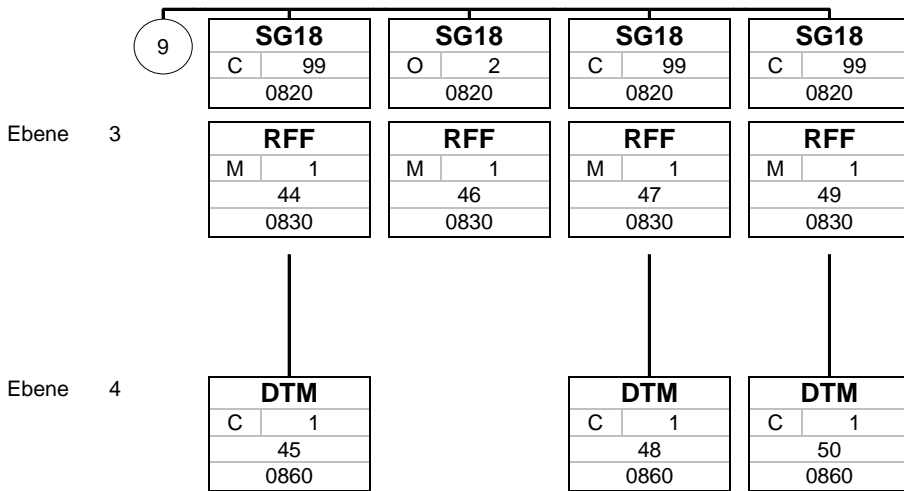 9
SG18 SG18 SG18 SG18
C 99 O 2 C 99 C 99
0820 0820 0820 0820
Ebene 3
RFF RFF RFF RFF
M 1 M 1 M 1 M 1
44 46 47 49
0830 0830 0830 0830
Ebene 4
DTM DTM DTM
C 1 C 1 C 1
45 48 50
0860 0860 0860